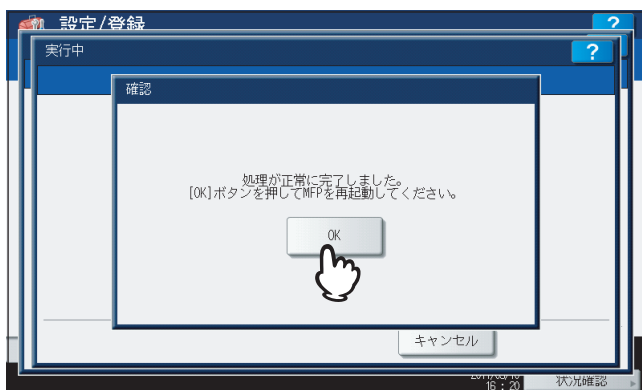 設定/登録
?
実行中
?
確認
処理が正常に完了しました。
[OK]ボタンを押してMFPを再起動してください。
OK
キャンセル
16:20
状況確認